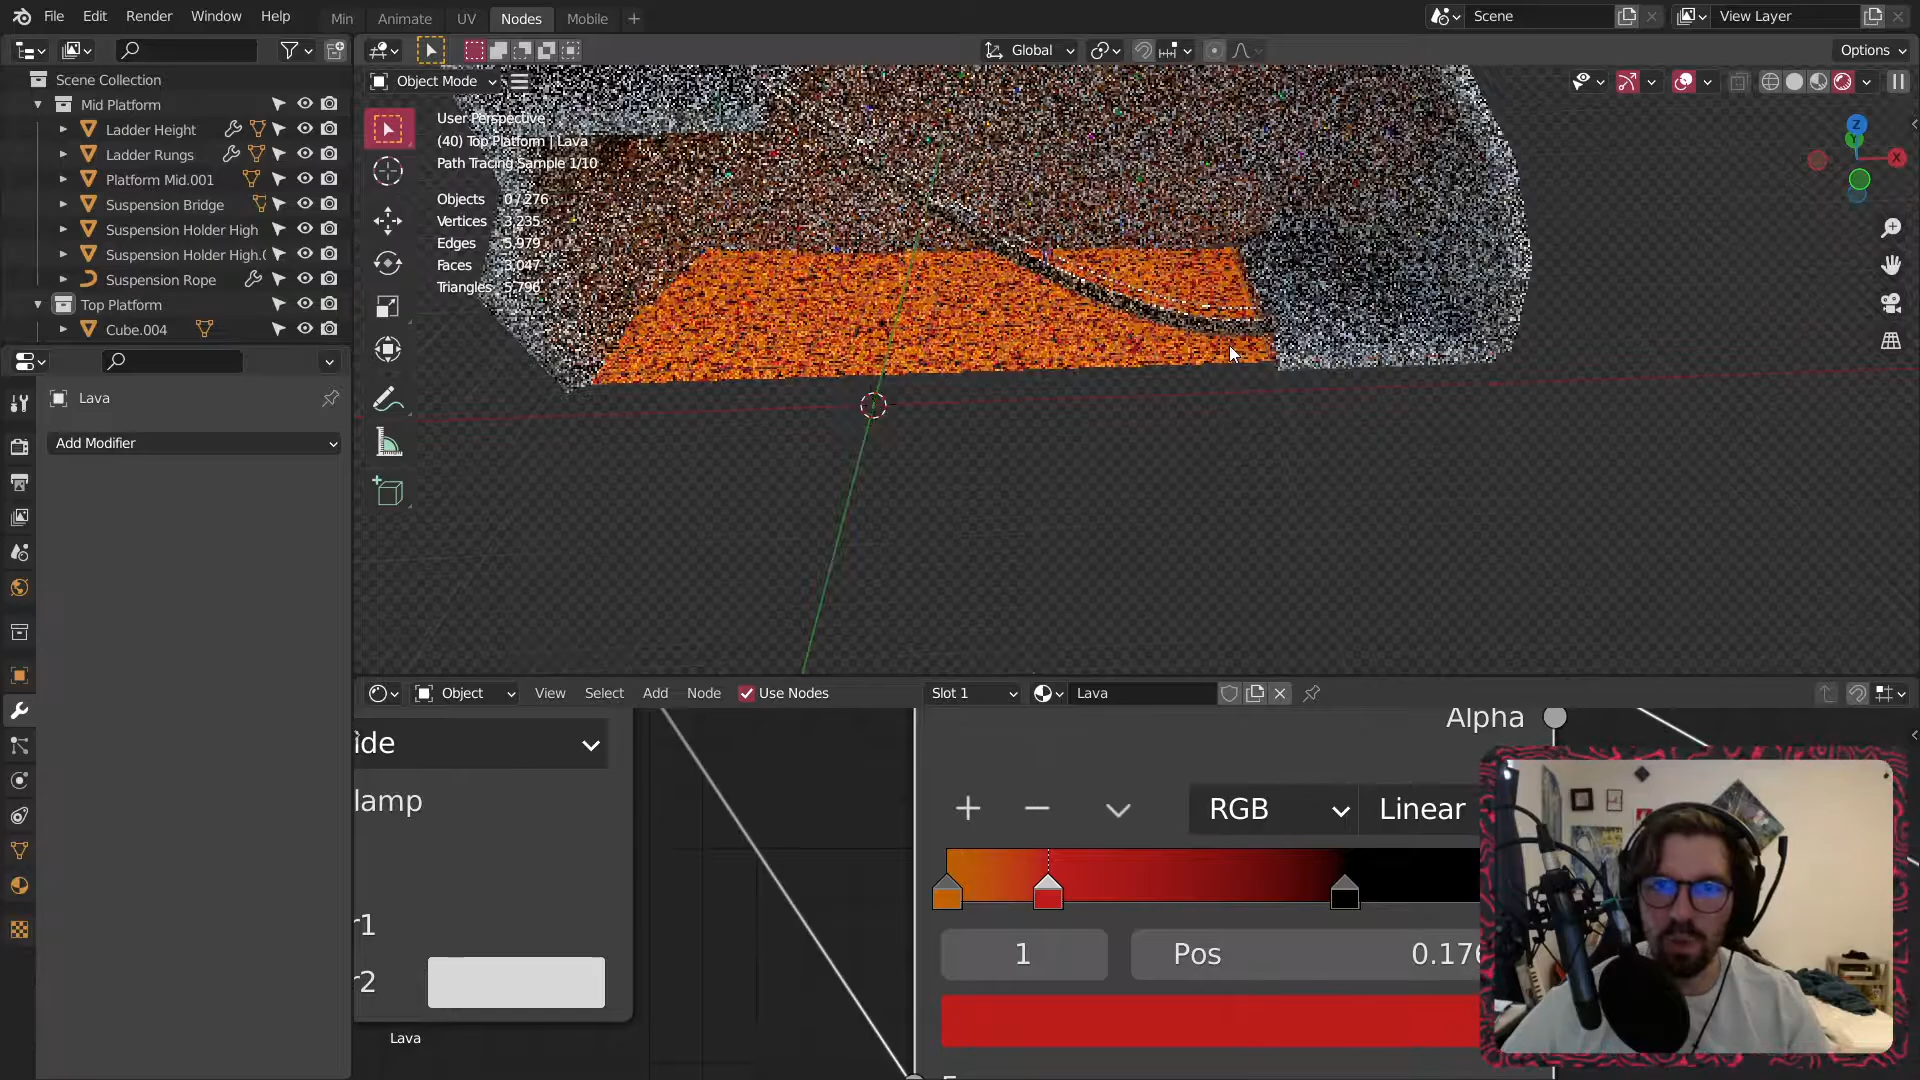 File Edit Render Window Help Min Animate UV Nodes Mobile Scene View Layer
Global Options
Scene Collection
Object Mode
Mid Platform
Ladder Height
Ladder Rungs
Platform Mid.001
Suspension Bridge
Suspension Holder High
Suspension Holder High.0
Suspension Rope
Top Platform
Cube.004
User Perspective
(40) Top Platform | Lava
Path Tracing Sample 1/10
Objects 0/276
Vertices 3,235
Edges 5,979
Faces 3,047
Triangles 5,796
Z
Y
X
Lava
Add Modifier
Object View Select Add Node Use Nodes Slot 1 Lava
Alpha
ide
lamp
RGB Linear
r1
1 Pos 0.176
r2
Lava